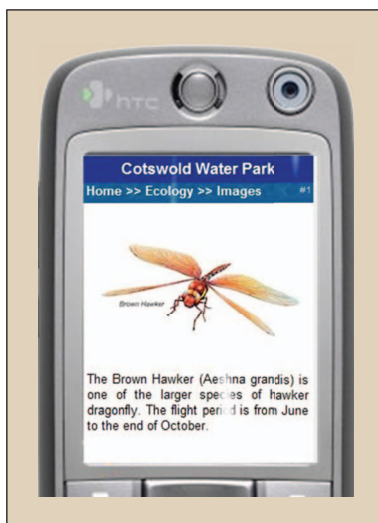 hTC
Cotswold Water Park
Home >> Ecology >> Images #1
Brown Hawker
The Brown Hawker (Aeshna grandis) is
one of the larger species of hawker
dragonfly. The flight period is from June
to the end of October.